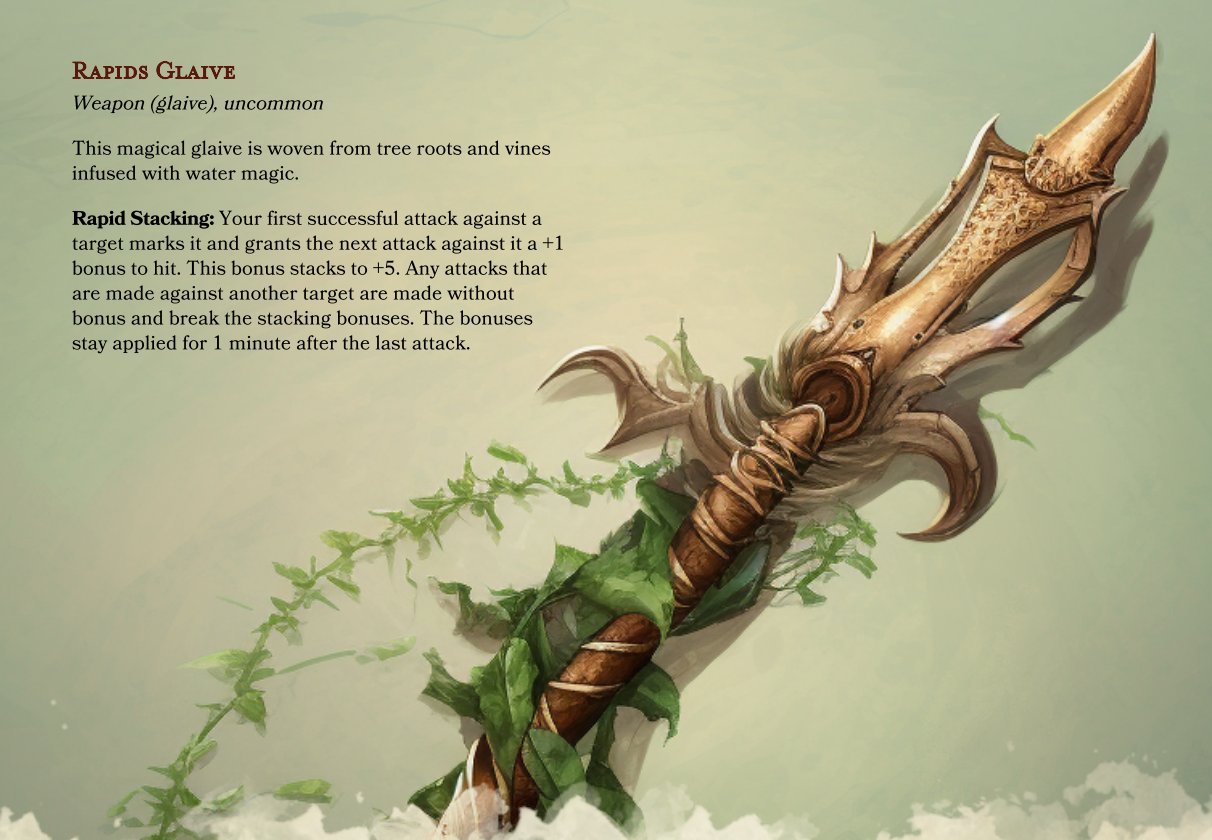 Rapids Glaive
Weapon (glaive), uncommon
This magical glaive is woven from tree roots and vines
infused with water magic.
Rapid Stacking: Your first successful attack against a
target marks it and grants the next attack against it a +1
bonus to hit. This bonus stacks to +5. Any attacks that
are made against another target are made without
bonus and break the stacking bonuses. The bonuses
stay applied for 1 minute after the last attack.